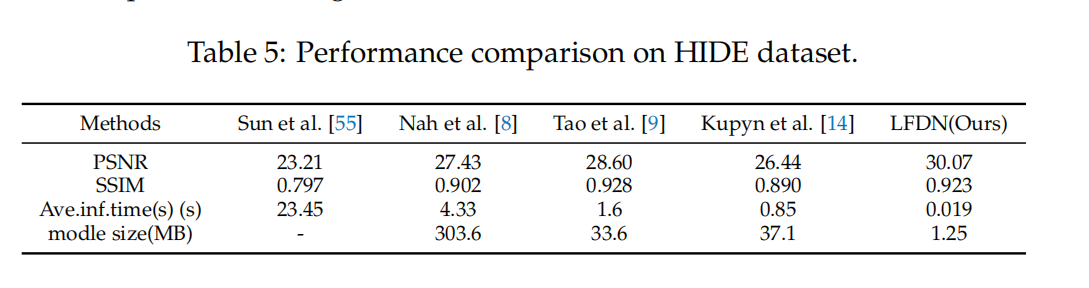 Table 5: Performance comparison on HIDE dataset.
Methods Sun et al. [55] Nah et al. [8] Tao et al. [9] Kupyn et al. [14] LFDN(Ours)
PSNR 23.21 27.43 28.60 26.44 30.07
SSIM 0.797 0.902 0.928 0.890 0.923
Ave.inf.time(s) (s) 23.45 4.33 1.6 0.85 0.019
modle size(MB) - 303.6 33.6 37.1 1.25